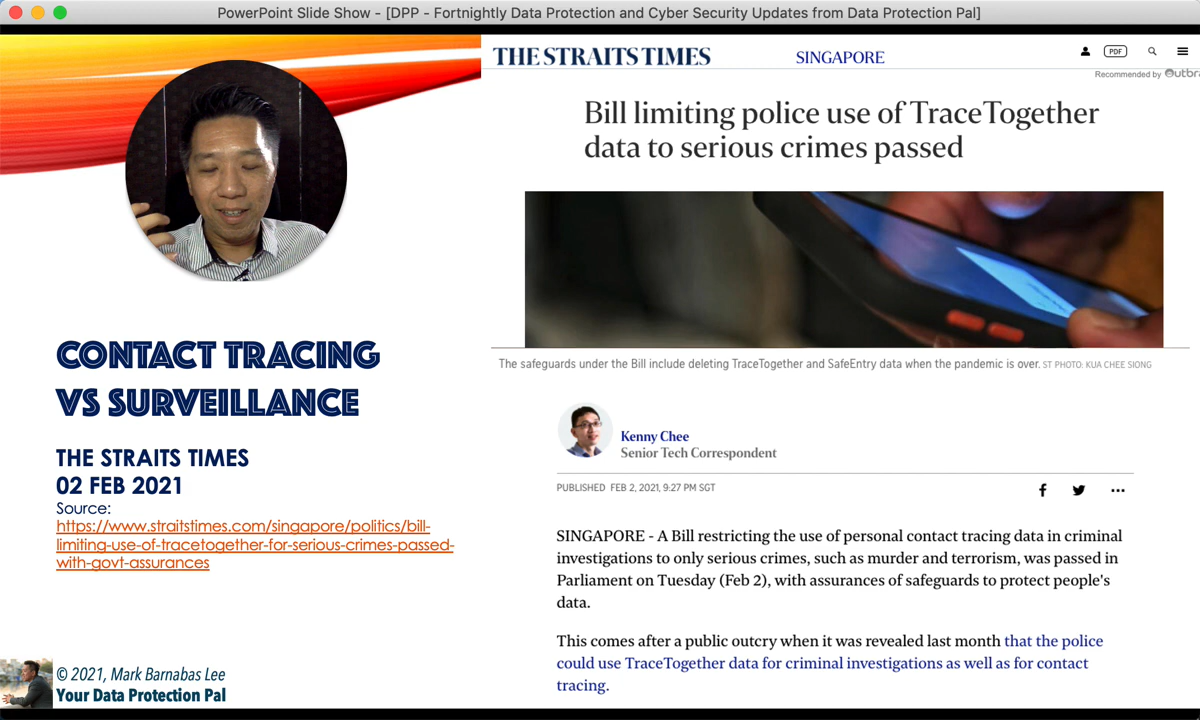 PowerPoint Slide Show - [DPP - Fortnightly Data Protection and Cyber Security Updates from Data Protection Pal]
THE STRAITS TIMES
SINGAPORE
PDF
Recommended by
Bill limiting police use of TraceTogether
data to serious crimes passed
The safeguards under the Bill include deleting TraceTogether and SafeEntry data when the pandemic is over. ST PHOTO: KUA CHEE SIONG
CONTACT TRACING
VS SURVEILLANCE
THE STRAITS TIMES
02 FEB 2021
Source:
https://www.straitstimes.com/singapore/politics/bill-
limiting-use-of-tracetogether-for-serious-crimes-passed-
with-govt-assurances
Kenny Chee
Senior Tech Correspondent
PUBLISHED FEB 2, 2021, 9:27 PM SGT
SINGAPORE - A Bill restricting the use of personal contact tracing data in criminal
investigations to only serious crimes, such as murder and terrorism, was passed in
Parliament on Tuesday (Feb 2), with assurances of safeguards to protect people's
data.
This comes after a public outcry when it was revealed last month that the police
could use TraceTogether data for criminal investigations as well as for contact
tracing.
© 2021, Mark Barnabas Lee
Your Data Protection Pal